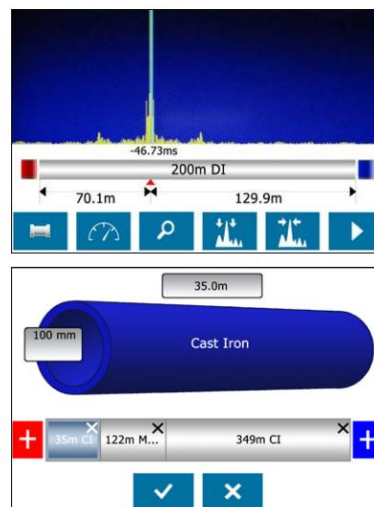 -46.73ms
200m DI
70.1m 129.9m
35.0m
100 mm
Cast Iron
35m CI 122m M... 349m CI